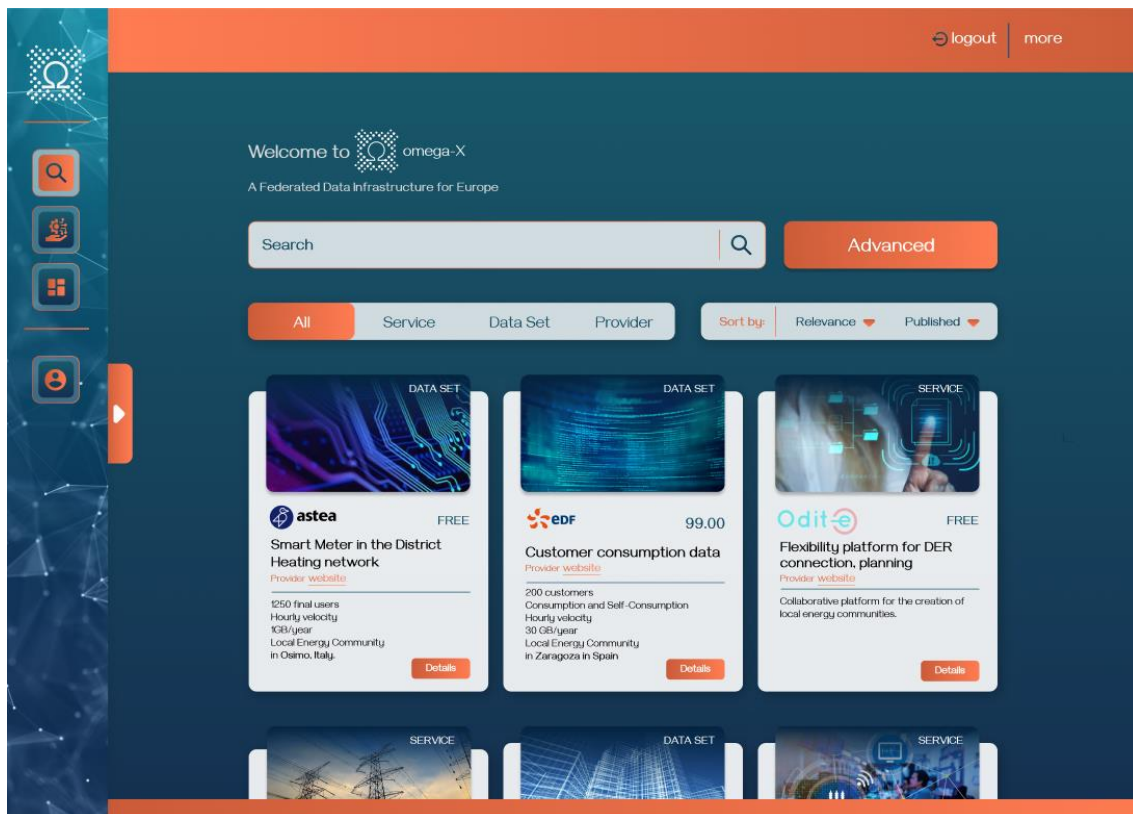 logout
more
Welcome to Ω omega-X
A Federated Data Infrastructure for Europe
Search
Advanced
All
Service
Data Set
Provider
Sort by:
Relevance
Published
DATA SET
astea
FREE
Smart Meter in the District
Heating network
Provider website
1250 final users
Hourly velocity
1GB/year
Local Energy Community
in Osimo, Italy.
Details
DATA SET
EDF
99.00
Customer consumption data
Provider website
200 customers
Consumption and Self-Consumption
Hourly velocity
30 GB/year
Local Energy Community
in Zaragoza in Spain
Details
SERVICE
Odit-e
FREE
Flexibility platform for DER
connection, planning
Provider website
Collaborative platform for the creation of
local energy communities.
Details
SERVICE
DATA SET
SERVICE